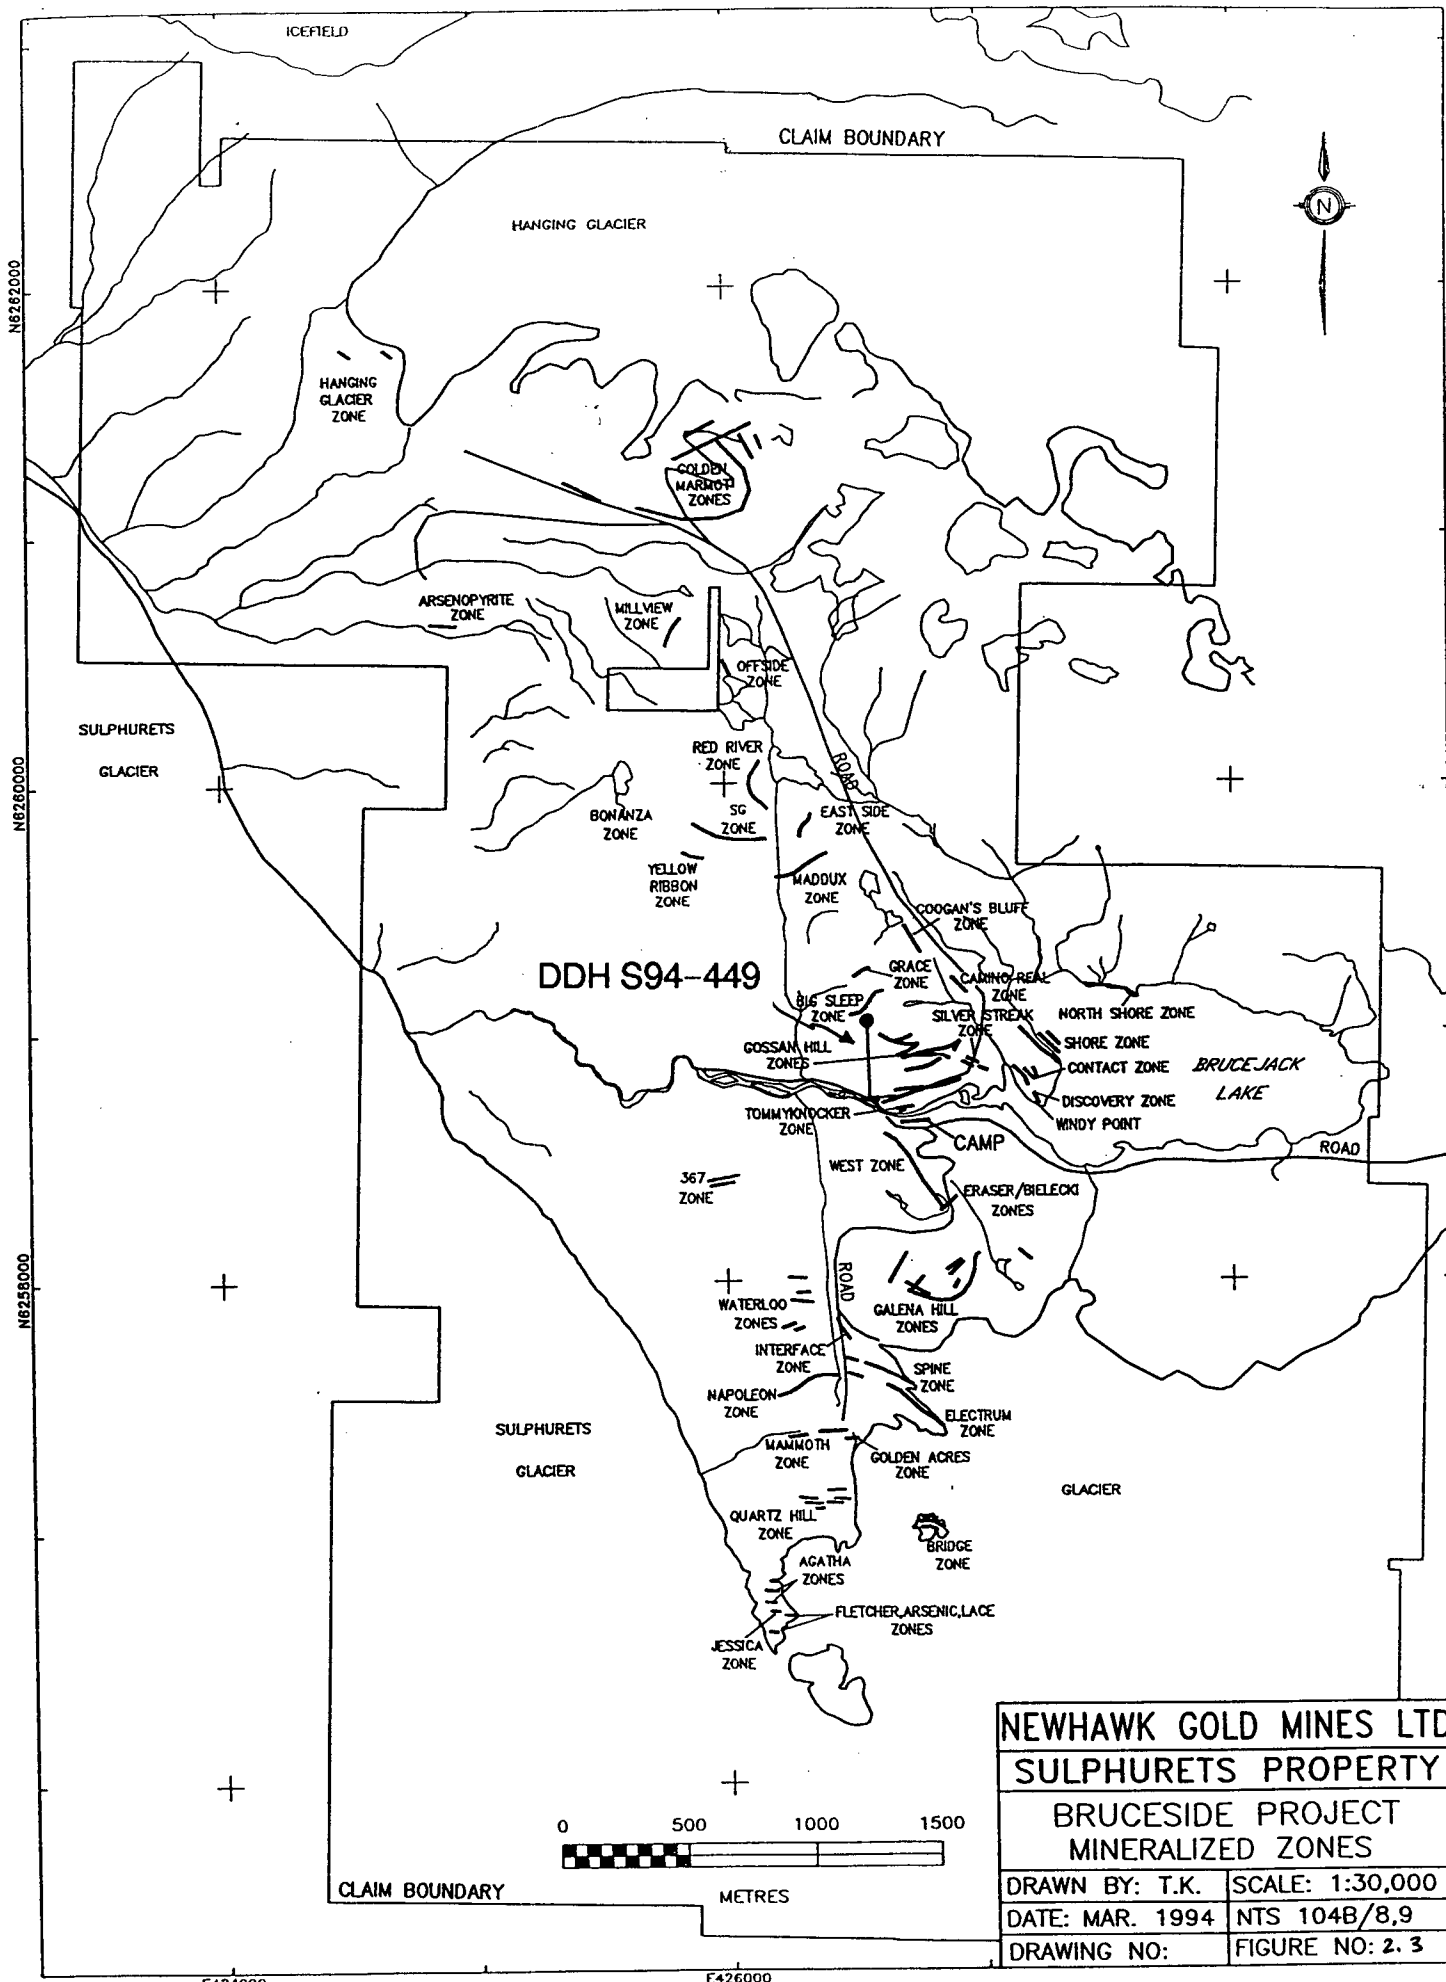 ICEFIELD
CLAIM BOUNDARY
N
HANGING GLACIER
N6262000
HANGING
GLACIER
ZONE
GOLDEN
MARMOT
ZONES
ARSENOPYRITE
ZONE
MILLVIEW
ZONE
OFFSIDE
ZONE
SULPHURETS
GLACIER
RED RIVER
ZONE
ROAD
N6260000
BONANZA
ZONE
SG
ZONE
EAST SIDE
ZONE
YELLOW
RIBBON
ZONE
MADDUX
ZONE
COOGAN'S BLUFF
ZONE
DDH S94-449
GRACE
ZONE
CAMINO REAL
ZONE
BIG SLEEP
ZONE
SILVER STREAK
ZONE
NORTH SHORE ZONE
GOSSAN HILL
ZONES
SHORE ZONE
CONTACT ZONE
BRUCEJACK
LAKE
DISCOVERY ZONE
TOMMYKNOCKER
ZONE
WINDY POINT
CAMP
ROAD
WEST ZONE
367
ZONE
ERASER/BIELECKI
ZONES
N6258000
ROAD
WATERLOO
ZONES
GALENA HILL
ZONES
INTERFACE
ZONE
SPINE
ZONE
NAPOLEON
ZONE
ELECTRUM
ZONE
SULPHURETS
GLACIER
MAMMOTH
ZONE
GOLDEN ACRES
ZONE
GLACIER
QUARTZ HILL
ZONE
BRIDGE
ZONE
AGATHA
ZONES
FLETCHER,ARSENIC,LACE
ZONES
JESSICA
ZONE
NEWHAWK GOLD MINES LTD
SULPHURETS PROPERTY
BRUCESIDE PROJECT
MINERALIZED ZONES
DRAWN BY: T.K. SCALE: 1:30,000
DATE: MAR. 1994 NTS 104B/8,9
DRAWING NO: FIGURE NO: 2.3
0 500 1000 1500
METRES
CLAIM BOUNDARY
E426000